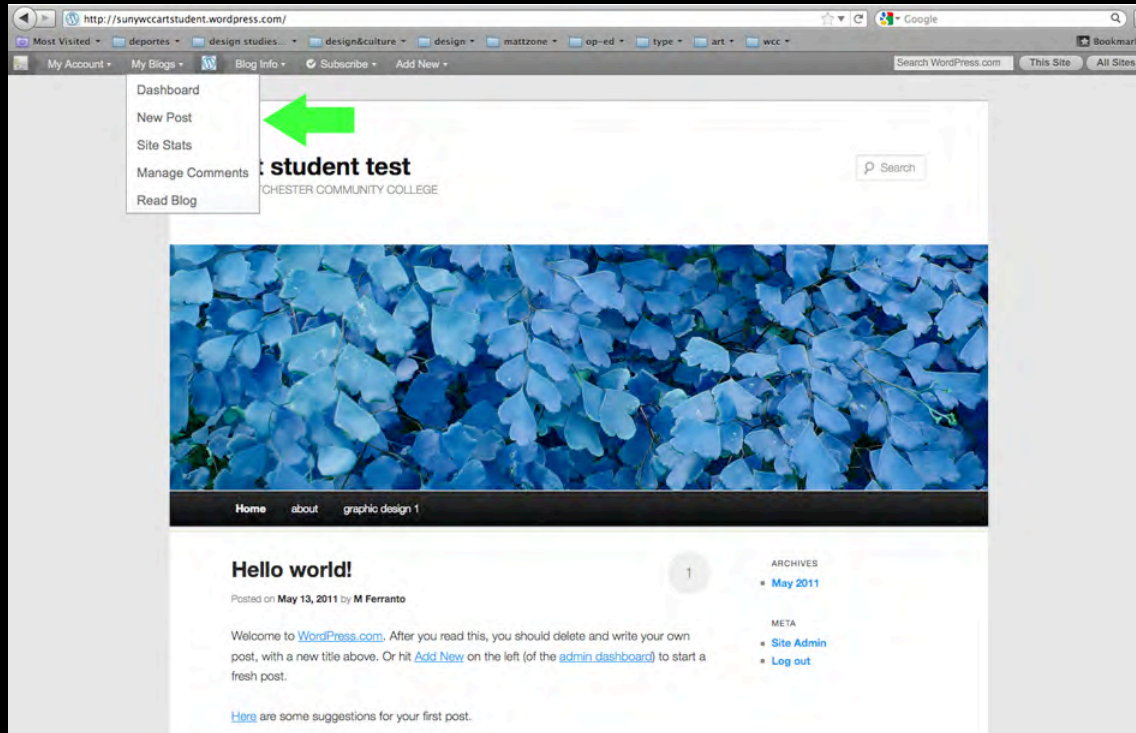 http://sunywccartstudent.wordpress.com/ Google
Most Visited deportes design studies... design&culture design mattzone op-ed type art wcc Bookmark
My Account My Blogs Blog Info Subscribe Add New Search WordPress.com This Site All Sites
Dashboard
New Post
Site Stats
Manage Comments
Read Blog
t student test
CHESTER COMMUNITY COLLEGE
Search
Home about graphic design 1
Hello world!
1
Posted on May 13, 2011 by M Ferranto
Welcome to WordPress.com. After you read this, you should delete and write your own
post, with a new title above. Or hit Add New on the left (of the admin dashboard) to start a
fresh post.
Here are some suggestions for your first post.
ARCHIVES
May 2011
META
Site Admin
Log out